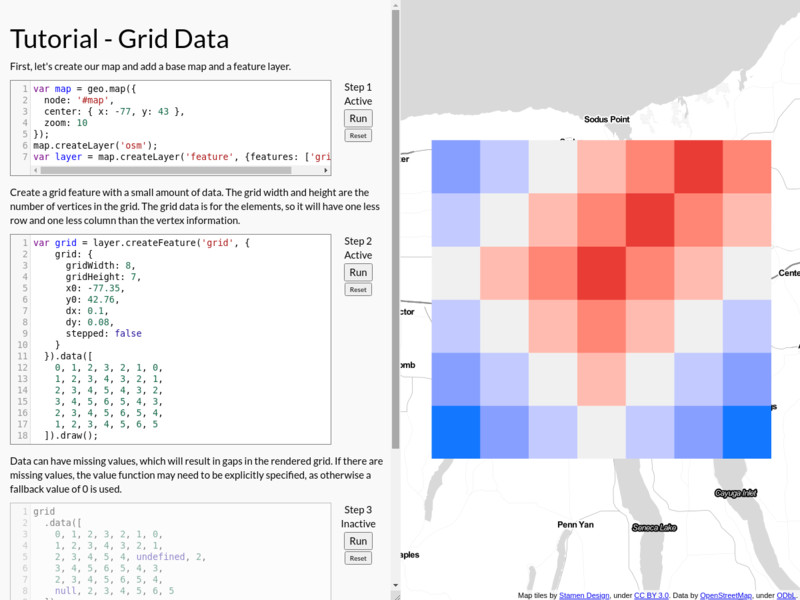 Tutorial - Grid Data
First, let's create our map and add a base map and a feature layer.
1 var map = geo.map({
2 node: '#map',
3 center: { x: -77, y: 43 },
4 zoom: 10
5 });
6 map.createLayer('osm');
7 var layer = map.createLayer('feature', {features: ['gri
Step 1
Active
Run
Reset
Create a grid feature with a small amount of data. The grid width and height are the
number of vertices in the grid. The grid data is for the elements, so it will have one less
row and one less column than the vertex information.
1 var grid = layer.createFeature('grid', {
2 grid: {
3 gridWidth: 8,
4 gridHeight: 7,
5 x0: -77.35,
6 y0: 42.76,
7 dx: 0.1,
8 dy: 0.08,
9 stepped: false
10 }
11 }).data([
12 0, 1, 2, 3, 2, 1, 0,
13 1, 2, 3, 4, 3, 2, 1,
14 2, 3, 4, 5, 4, 3, 2,
15 3, 4, 5, 6, 5, 4, 3,
16 2, 3, 4, 5, 6, 5, 4,
17 1, 2, 3, 4, 5, 6, 5
18 ]).draw();
Step 2
Active
Run
Reset
Data can have missing values, which will result in gaps in the rendered grid. If there are
missing values, the value function may need to be explicitly specified, as otherwise a
fallback value of 0 is used.
1 grid
2 .data([
3 0, 1, 2, 3, 2, 1, 0,
4 1, 2, 3, 4, 3, 2, 1,
5 2, 3, 4, 5, 4, undefined, 2,
6 3, 4, 5, 6, 5, 4, 3,
7 2, 3, 4, 5, 6, 5, 4,
8 null, 2, 3, 4, 5, 6, 5
Step 3
Inactive
Run
Reset
Sodus Point
ter
Cente
ctor
omb
Cayuga Inlet
Penn Yan
Seneca Lake
aples
Map tiles by Stamen Design, under CC BY 3.0. Data by OpenStreetMap, under ODbL.